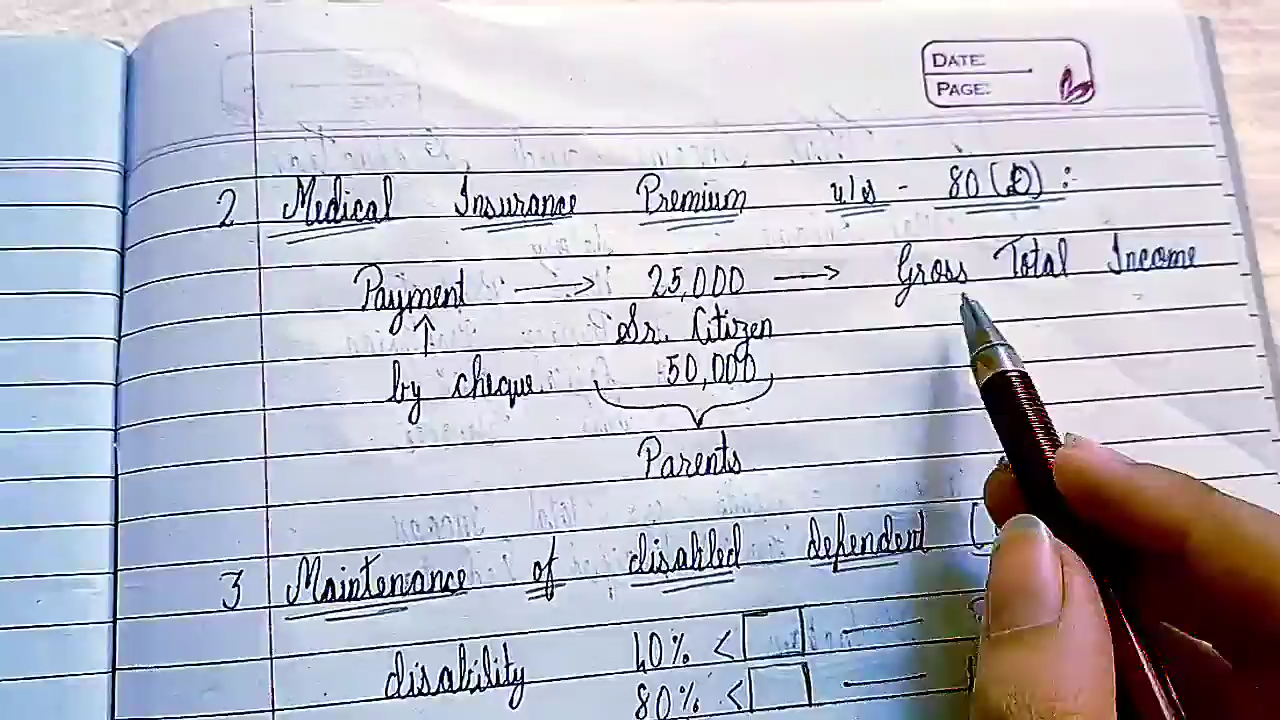 DATE:
PAGE:
2 Medical Insurance Premium u/s - 80(D) :
Payment → 25,000 → Gross Total Income
↑ Sr. Citizen
by cheque. 50,000
Parents
3 Maintenance of disabled dependent (
disability 40% <
80% <